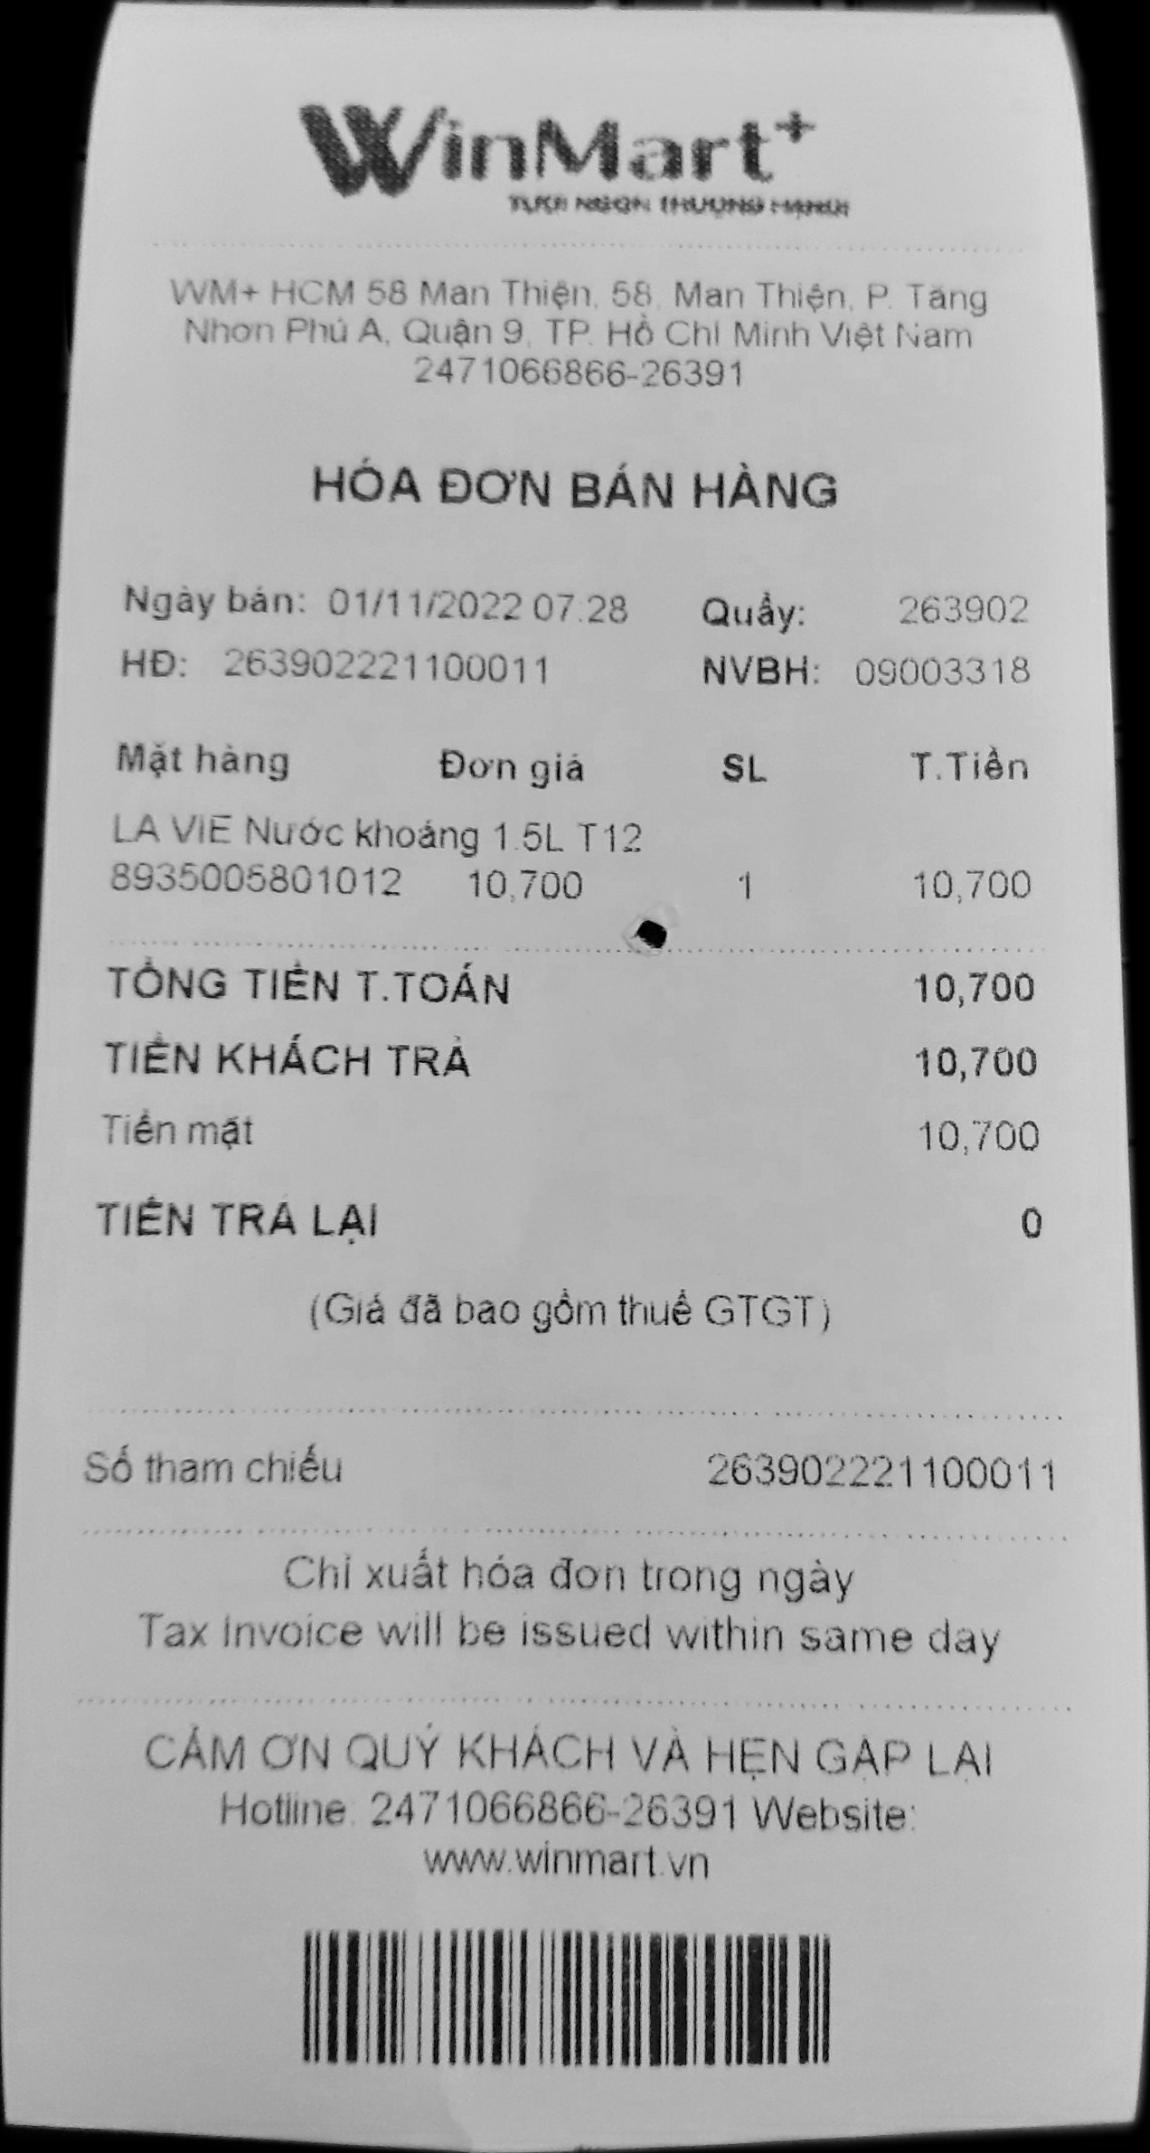 WinMart+
TƯƠI NGON THƯỢNG HẠNG
WM+ HCM 58 Man Thiện, 58, Man Thiện, P. Tăng
Nhơn Phú A, Quận 9, TP. Hồ Chí Minh Việt Nam
2471066866-26391
HÓA ĐƠN BÁN HÀNG
Ngày bán: 01/11/2022 07:28 Quầy: 263902
HĐ: 263902221100011 NVBH: 09003318
Mặt hàng Đơn giá SL T.Tiền
LA VIE Nước khoáng 1.5L T12
8935005801012 10,700 1 10,700
TỔNG TIỀN T.TOÁN 10,700
TIỀN KHÁCH TRẢ 10,700
Tiền mặt 10,700
TIỀN TRẢ LẠI 0
(Giá đã bao gồm thuế GTGT)
Số tham chiếu 263902221100011
Chỉ xuất hóa đơn trong ngày
Tax Invoice will be issued within same day
CẢM ƠN QUÝ KHÁCH VÀ HẸN GẶP LẠI
Hotline: 2471066866-26391 Website:
www.winmart.vn